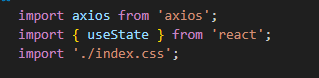 import axios from 'axios';
import { useState } from 'react';
import './index.css';